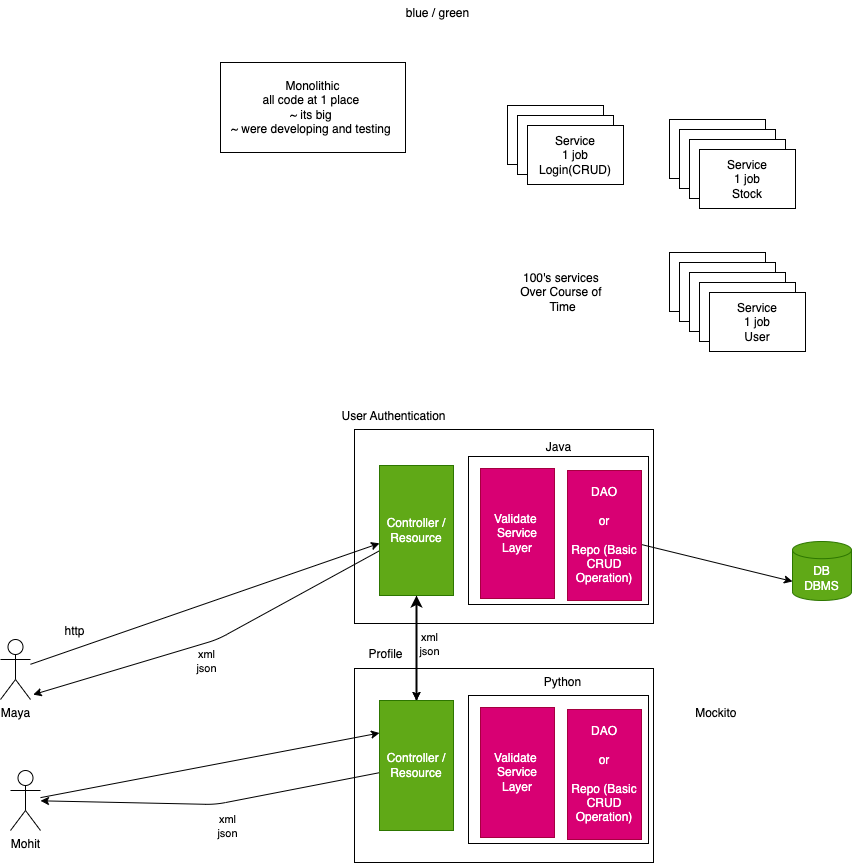 blue / green
Monolithic
all code at 1 place
~ its big
~ were developing and testing
Service
1 job
Login(CRUD)
Service
1 job
Stock
100's services
Over Course of
Time
Service
1 job
User
User Authentication
Java
Controller /
Resource
Validate
Service
Layer
DAO
or
Repo (Basic
CRUD
Operation)
DB
DBMS
http
xml
json
Maya
Profile
xml
json
Python
Controller /
Resource
Validate
Service
Layer
DAO
or
Repo (Basic
CRUD
Operation)
Mockito
xml
json
Mohit